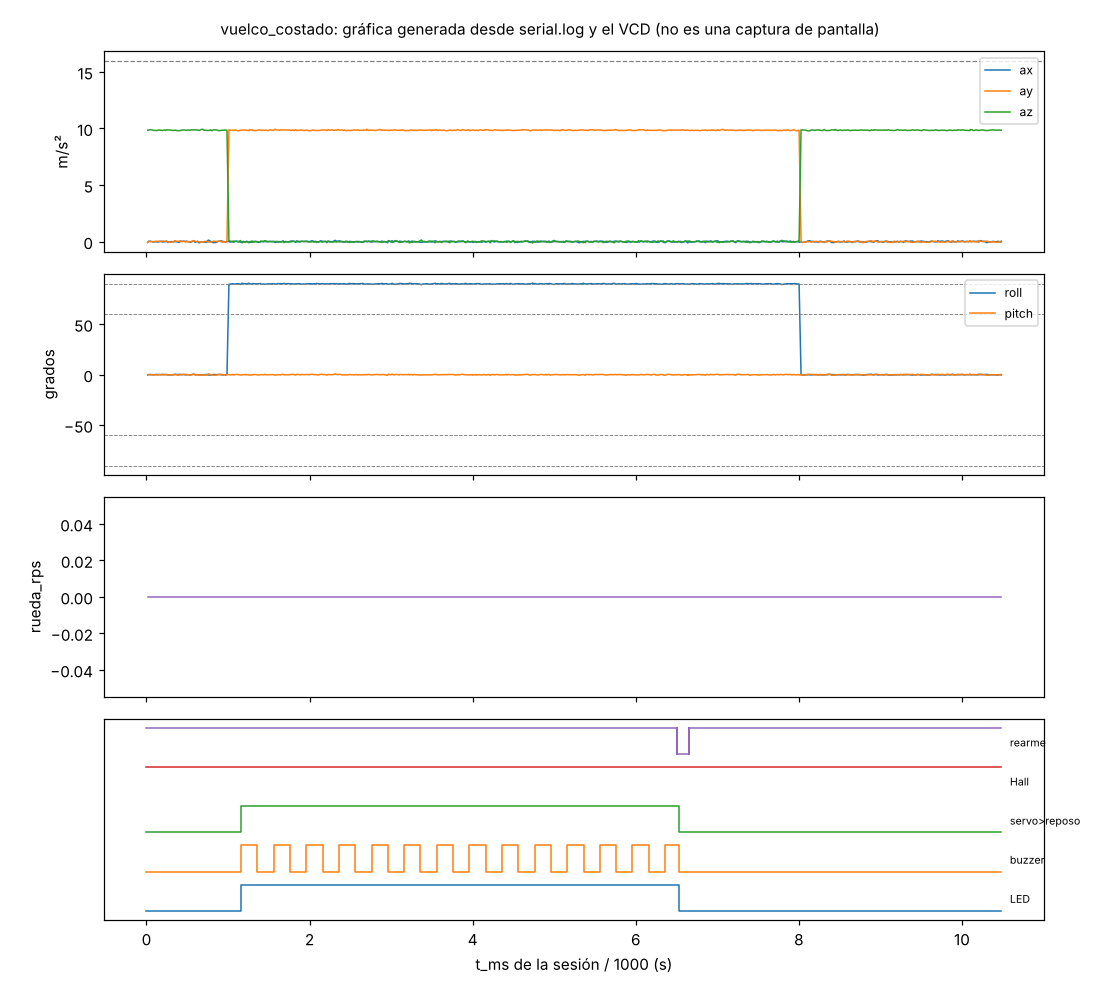 vuelco_costado: gráfica generada desde serial.log y el VCD (no es una captura de pantalla)
m/s²
15
10
5
0
ax
ay
az
grados
50
0
−50
roll
pitch
rueda_rps
0.04
0.02
0.00
−0.02
−0.04
rearme
Hall
servo>reposo
buzzer
LED
0 2 4 6 8 10
t_ms de la sesión / 1000 (s)